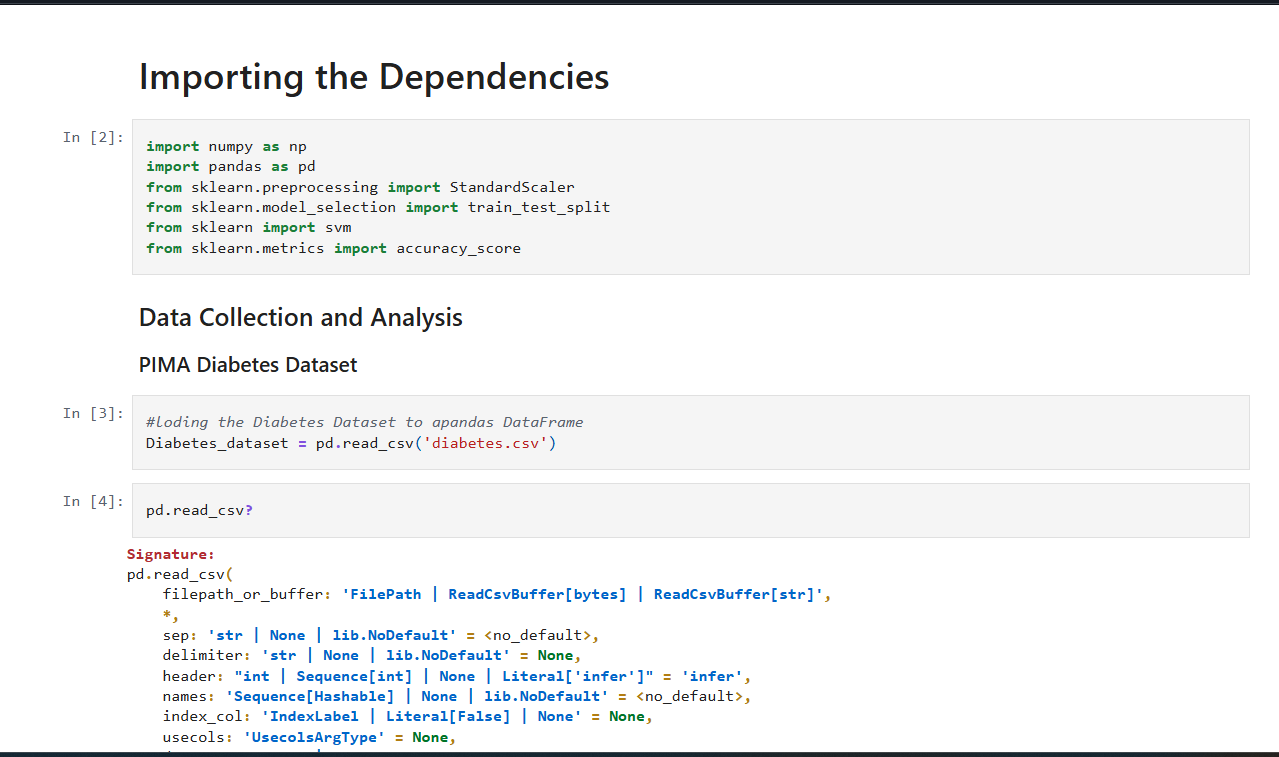 Importing the Dependencies
In [2]:
import numpy as np
import pandas as pd
from sklearn.preprocessing import StandardScaler
from sklearn.model_selection import train_test_split
from sklearn import svm
from sklearn.metrics import accuracy_score
Data Collection and Analysis
PIMA Diabetes Dataset
In [3]:
#loding the Diabetes Dataset to apandas DataFrame
Diabetes_dataset = pd.read_csv('diabetes.csv')
In [4]:
pd.read_csv?
Signature:
pd.read_csv(
filepath_or_buffer: 'FilePath | ReadCsvBuffer[bytes] | ReadCsvBuffer[str]',
*,
sep: 'str | None | lib.NoDefault' = <no_default>,
delimiter: 'str | None | lib.NoDefault' = None,
header: "int | Sequence[int] | None | Literal['infer']" = 'infer',
names: 'Sequence[Hashable] | None | lib.NoDefault' = <no_default>,
index_col: 'IndexLabel | Literal[False] | None' = None,
usecols: 'UsecolsArgType' = None,